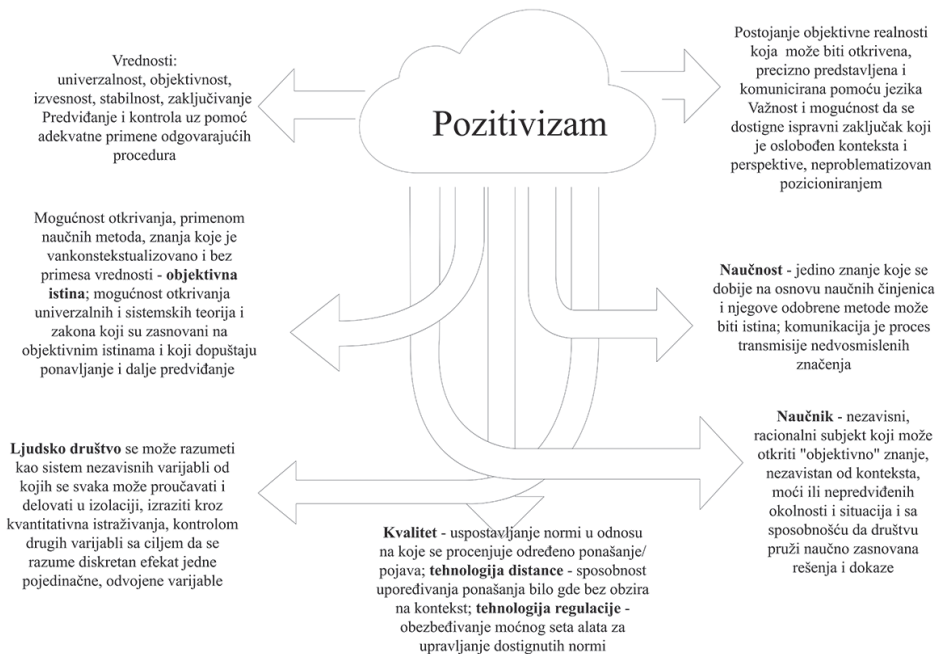 Pozitivizam
Vrednosti:
univerzalnost, objektivnost,
izvesnost, stabilnost, zaključivanje
Predviđanje i kontrola uz pomoć
adekvatne primene odgovarajućih
procedura
Postojanje objektivne realnosti
koja može biti otkrivena,
precizno predstavljena i
komunicirana pomoću jezika
Važnost i mogućnost da se
dostigne ispravni zaključak koji
je oslobođen konteksta i
perspektive, neproblematizovan
pozicioniranjem
Mogućnost otkrivanja, primenom
naučnih metoda, znanja koje je
vankonstekstualizovano i bez
primesa vrednosti - objektivna
istina; mogućnost otkrivanja
univerzalnih i sistemskih teorija i
zakona koji su zasnovani na
objektivnim istinama i koji dopuštaju
ponavljanje i dalje predviđanje
Naučnost - jedino znanje koje se
dobije na osnovu naučnih činjenica
i njegove odobrene metode može
biti istina; komunikacija je proces
transmisije nedvosmislenih
značenja
Ljudsko društvo se može razumeti
kao sistem nezavisnih varijabli od
kojih se svaka može proučavati i
delovati u izolaciji, izraziti kroz
kvantitativna istraživanja, kontrolom
drugih varijabli sa ciljem da se
razume diskretan efekat jedne
pojedinačne, odvojene varijable
Naučnik - nezavisni,
racionalni subjekt koji može
otkriti "objektivno" znanje,
nezavistan od konteksta,
moći ili nepredviđenih
okolnosti i situacija i sa
sposobnošću da društvu
pruži naučno zasnovana
rešenja i dokaze
Kvalitet - uspostavljanje normi u odnosu
na koje se procenjuje određeno ponašanje/
pojava; tehnologija distance - sposobnost
upoređivanja ponašanja bilo gde bez obzira
na kontekst; tehnologija regulacije -
obezbeđivanje moćnog seta alata za
upravljanje dostignutih normi